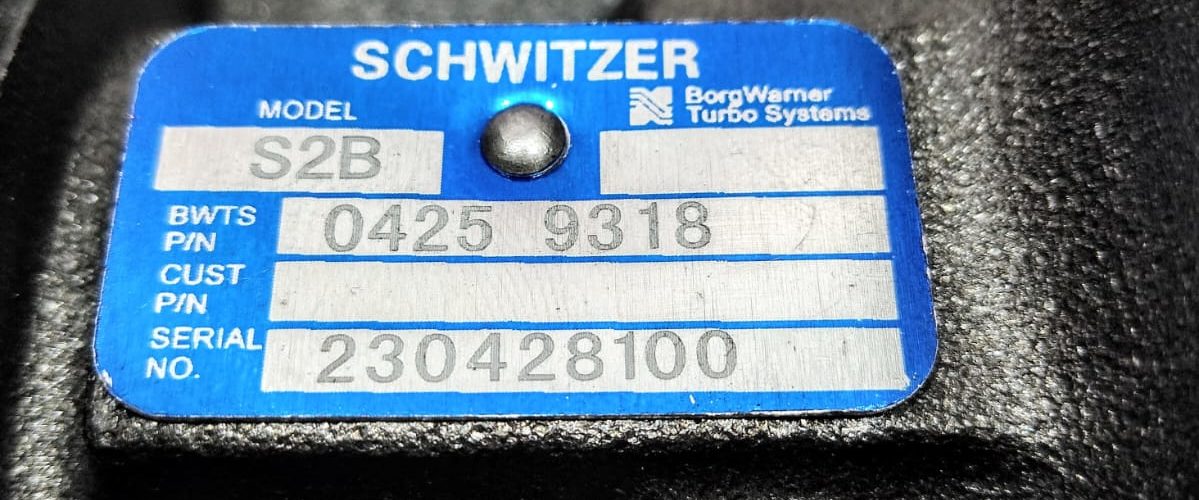 SCHWITZER
MODEL
BorgWarner
Turbo Systems
S2B
BWTS
P/N
0425 9318
CUST
P/N
SERIAL
NO.
230428100